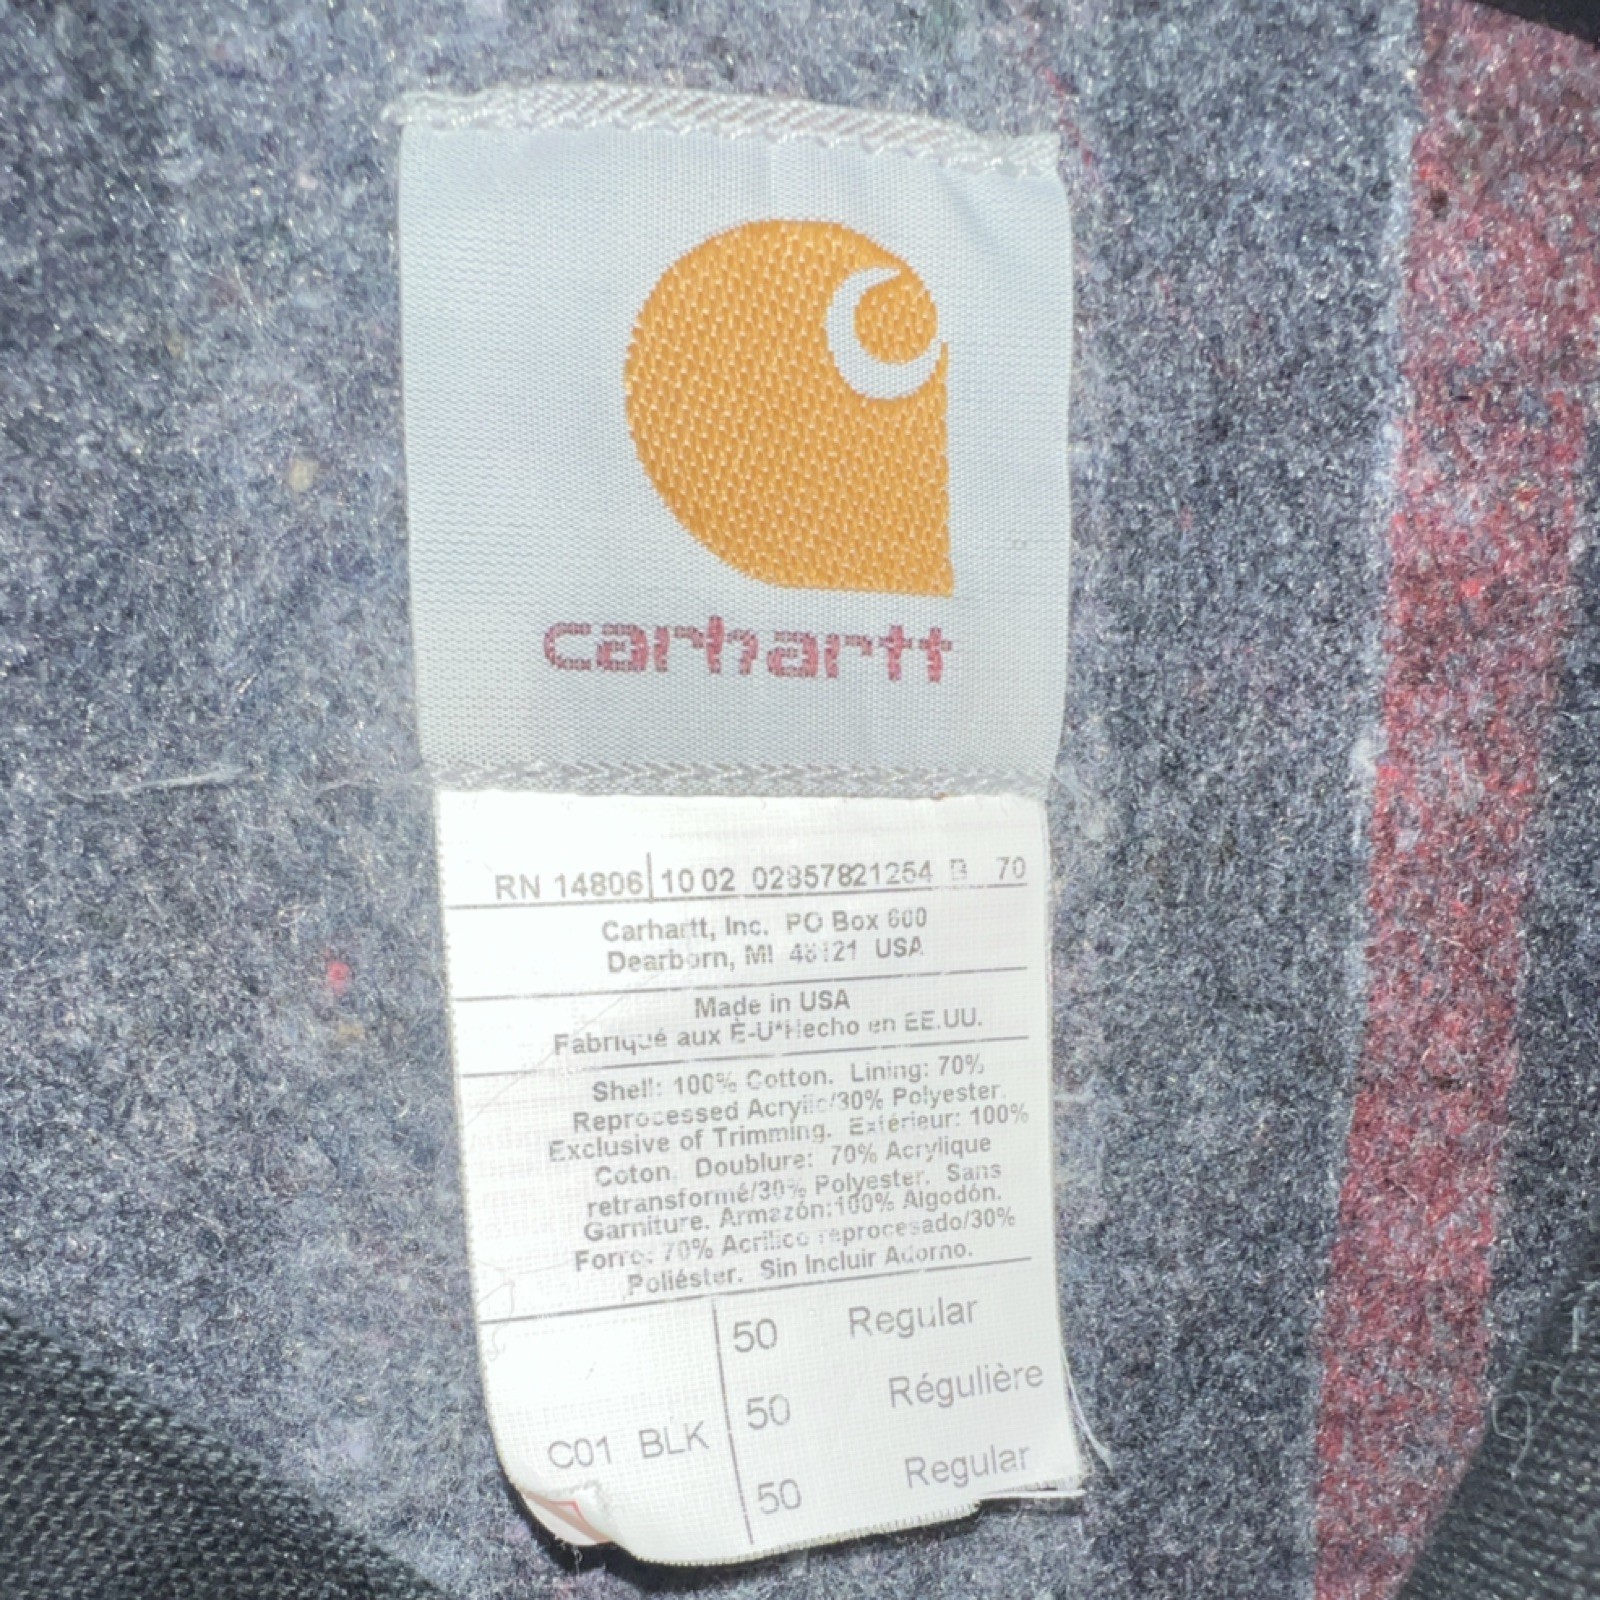 carhartt
RN 14806 1002 02857821254 B 70
Carhartt, Inc. PO Box 600
Dearborn, MI 48121 USA
Made in USA
Fabriqué aux É-U*Hecho en EE.UU.
Shell: 100% Cotton. Lining: 70%
Reprocessed Acrylic/30% Polyester.
Exclusive of Trimming. Extérieur: 100%
Coton. Doublure: 70% Acrylique
retransformé/30% Polyester. Sans
Garniture. Armazón:100% Algodón.
Forro: 70% Acrilico reprocesado/30%
Poliéster. Sin Incluir Adorno.
50 Regular
50 Régulière
C01 BLK
50 Regular